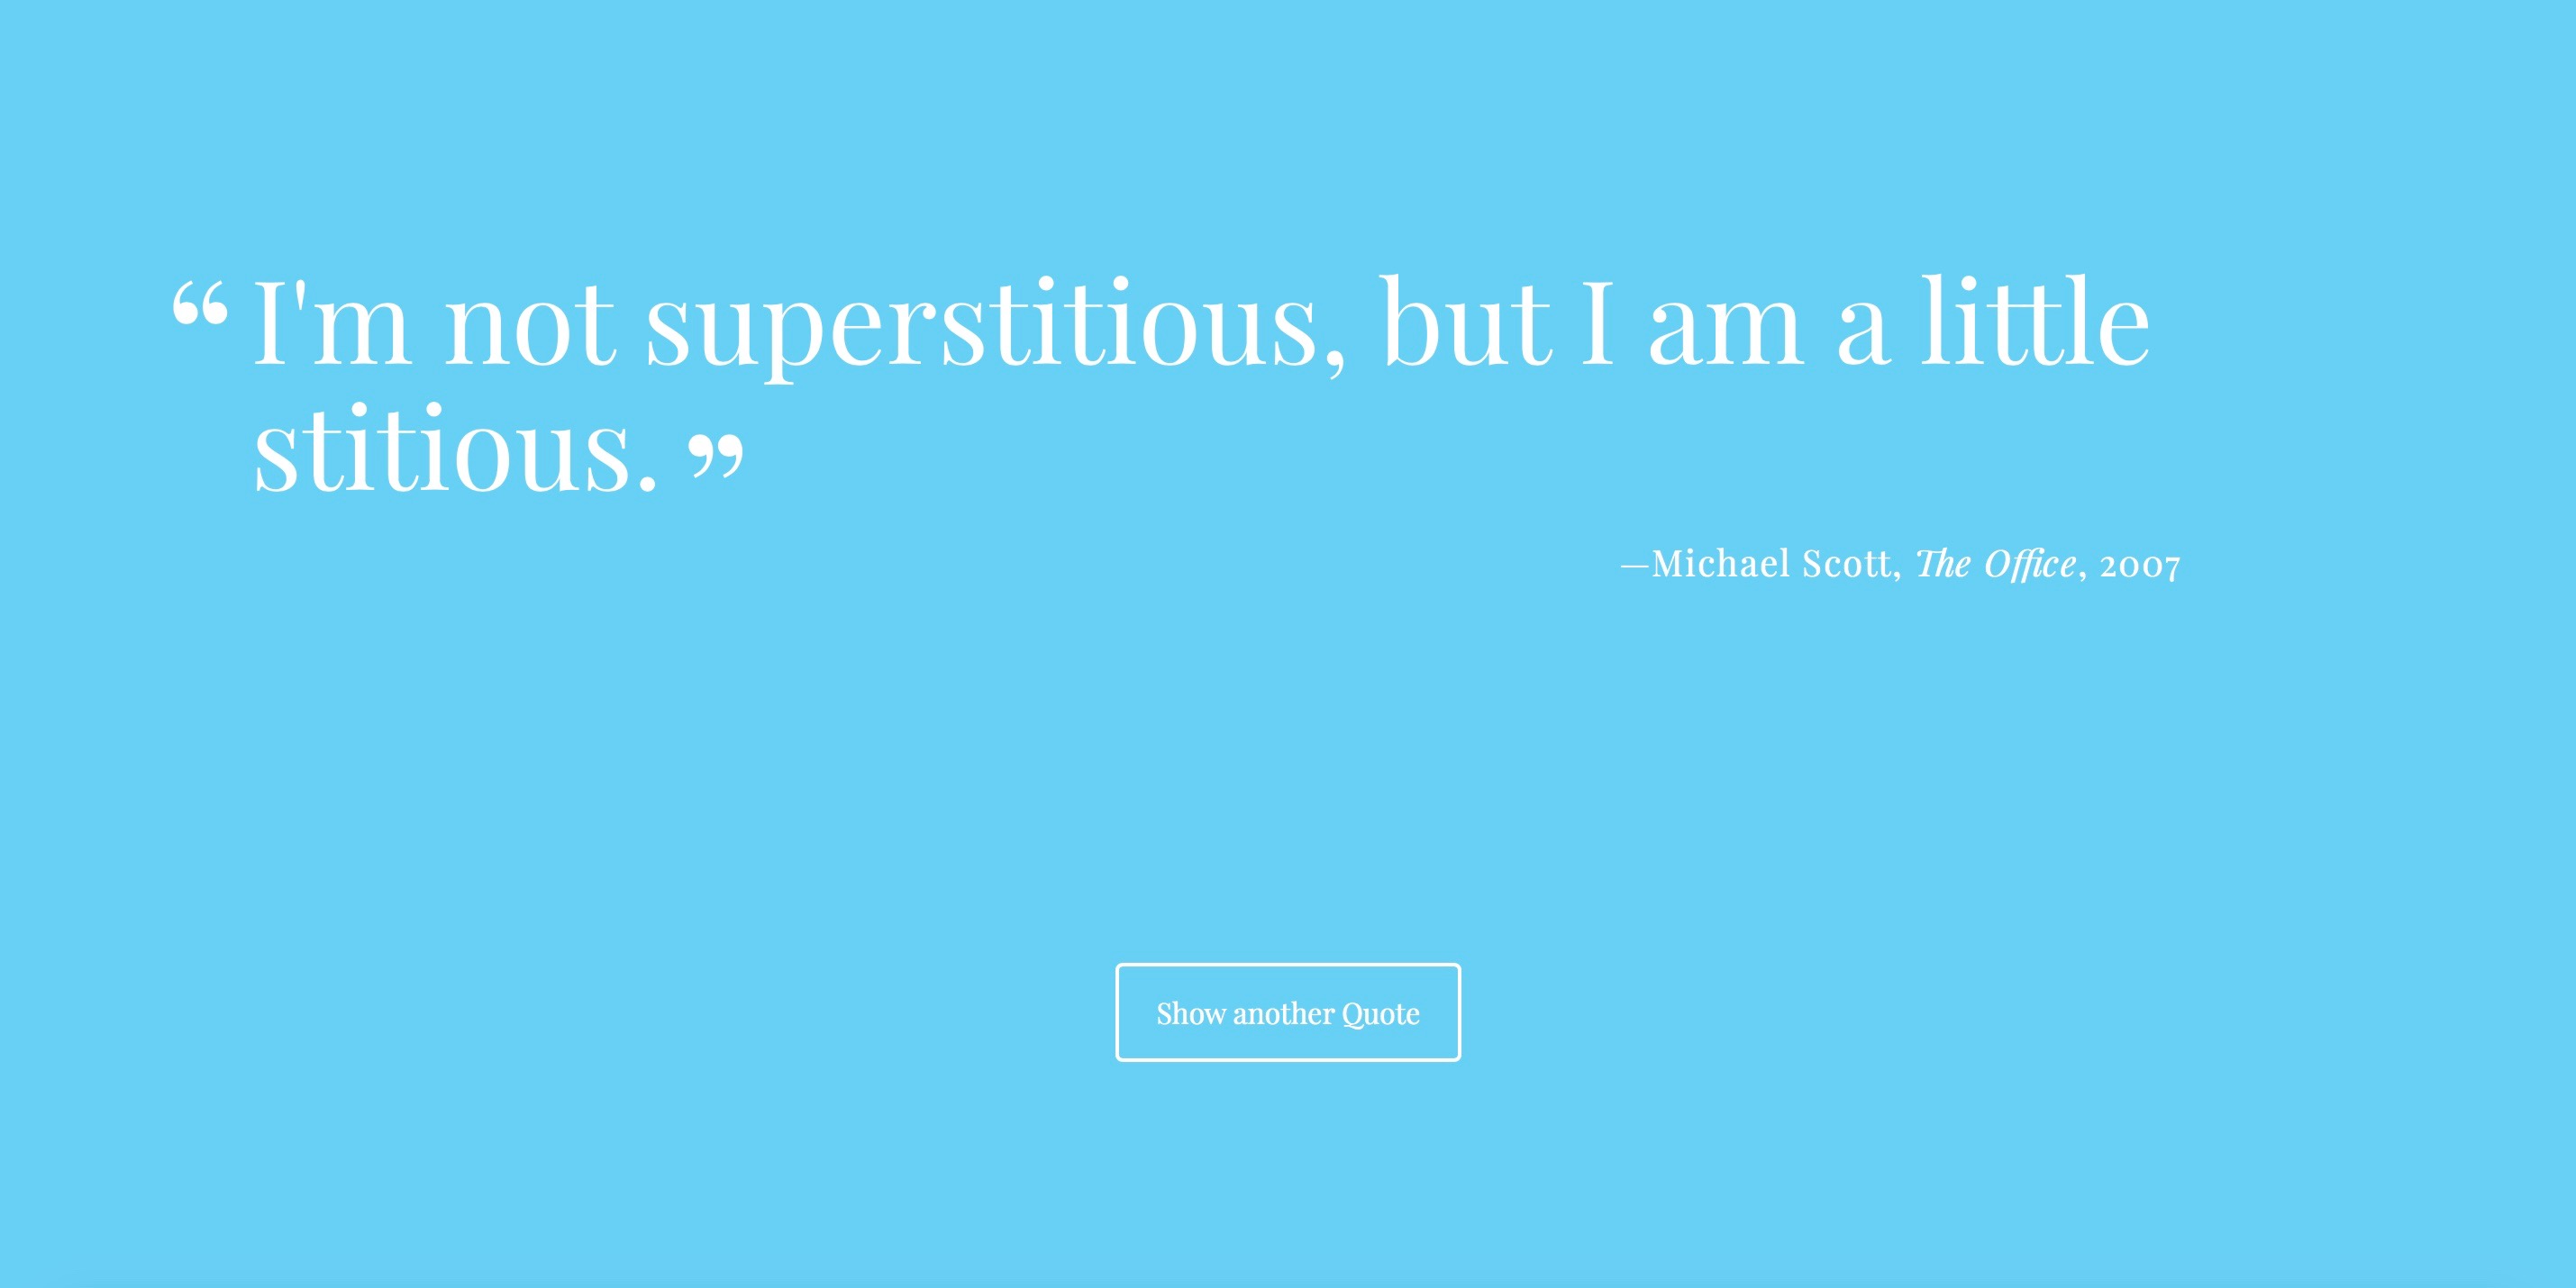 “ I'm not superstitious, but I am a little
stitious. ”
—Michael Scott, The Office, 2007
Show another Quote